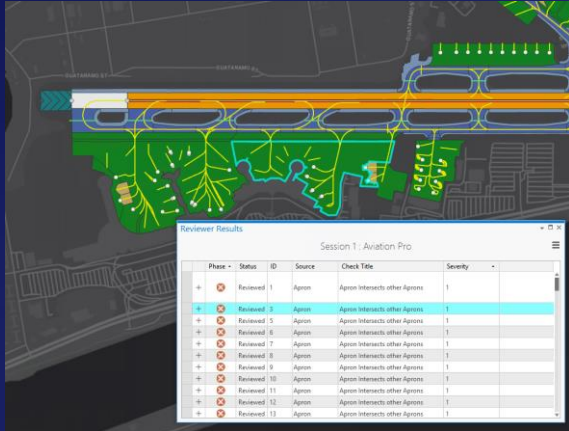 Reviewer Results
Session 1 : Aviation Pro
Phase Status ID Source Check Title Severity
Reviewed 1 Apron Apron Intersects other Aprons 1
Reviewed 3 Apron Apron Intersects other Aprons 1
Reviewed 5 Apron Apron Intersects other Aprons 1
Reviewed 6 Apron Apron Intersects other Aprons 1
Reviewed 7 Apron Apron Intersects other Aprons 1
Reviewed 8 Apron Apron Intersects other Aprons 1
Reviewed 9 Apron Apron Intersects other Aprons 1
Reviewed 10 Apron Apron Intersects other Aprons 1
Reviewed 11 Apron Apron Intersects other Aprons 1
Reviewed 12 Apron Apron Intersects other Aprons 1
Reviewed 13 Apron Apron Intersects other Aprons 1